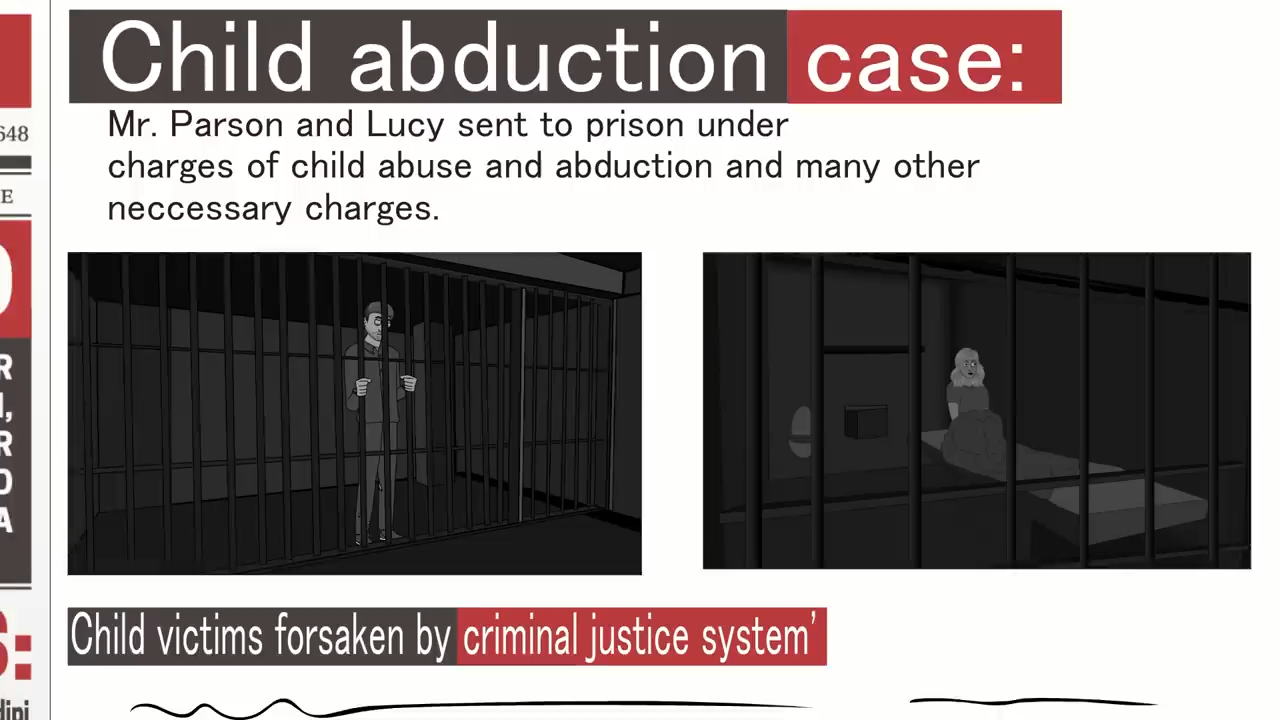 Child abduction case:
Mr. Parson and Lucy sent to prison under
charges of child abuse and abduction and many other
neccessary charges.
Child victims forsaken by criminal justice system'
648
E
R
R
O
A
S: